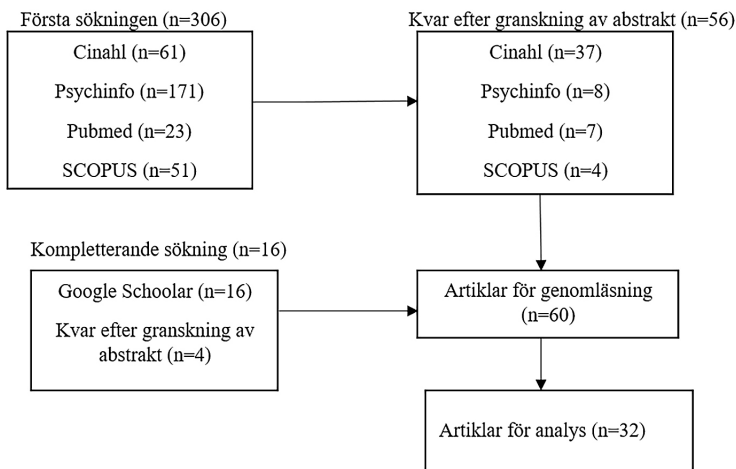 Första sökningen (n=306)
Cinahl (n=61)
Psychinfo (n=171)
Pubmed (n=23)
SCOPUS (n=51)
Kvar efter granskning av abstrakt (n=56)
Cinahl (n=37)
Psychinfo (n=8)
Pubmed (n=7)
SCOPUS (n=4)
Kompletterande sökning (n=16)
Google Schoolar (n=16)
Kvar efter granskning av
abstrakt (n=4)
Artiklar för genomläsning
(n=60)
Artiklar för analys (n=32)